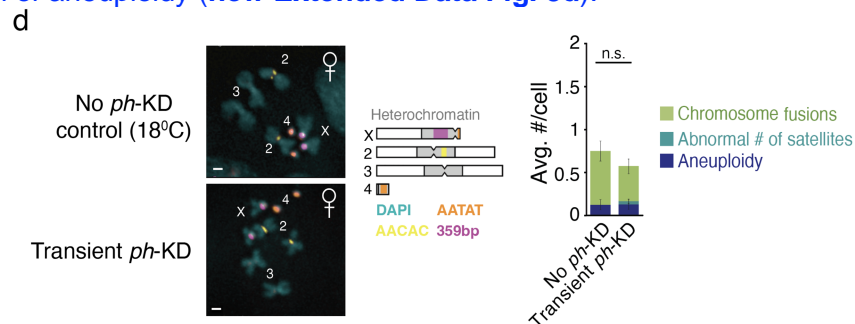 of aneuploidy (new Extended Data Fig.
d
No ph-KD
control (18⁰C)
2
♀
3
4
X
2
Transient ph-KD
♀
4
X
2
3
Heterochromatin
X
2
3
4
DAPI AATAT
AACAC 359bp
Avg. #/cell
2
1.5
1
0.5
0
n.s.
No ph-KD
Transient ph-KD
Chromosome fusions
Abnormal # of satellites
Aneuploidy